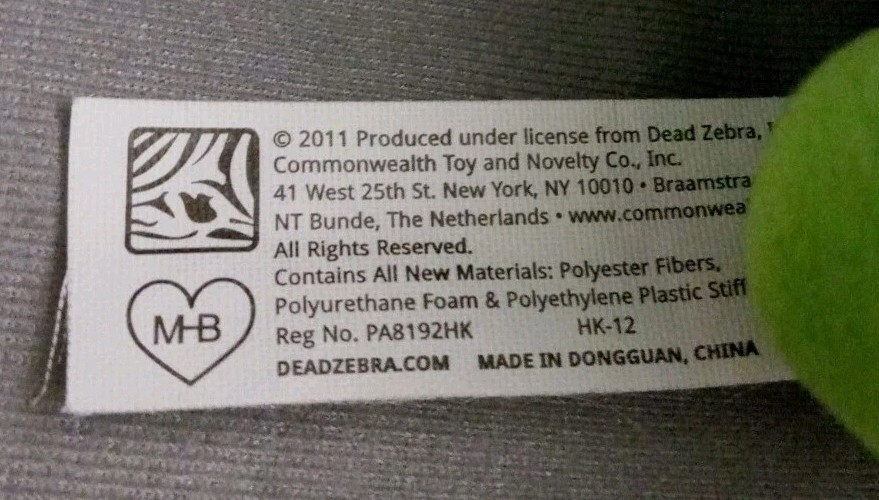 © 2011 Produced under license from Dead Zebra,
Commonwealth Toy and Novelty Co., Inc.
41 West 25th St. New York, NY 10010 • Braamstra
NT Bunde, The Netherlands • www.commonwea
All Rights Reserved.
Contains All New Materials: Polyester Fibers,
Polyurethane Foam & Polyethylene Plastic Stiff
Reg No. PA8192HK HK-12
DEADZEBRA.COM MADE IN DONGGUAN, CHINA
MHB